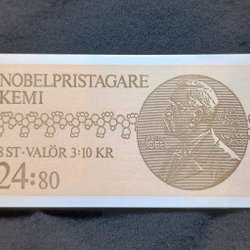 NOBELPRISTAGARE
KEMI
8 ST·VALÖR 3:10 KR
24:80